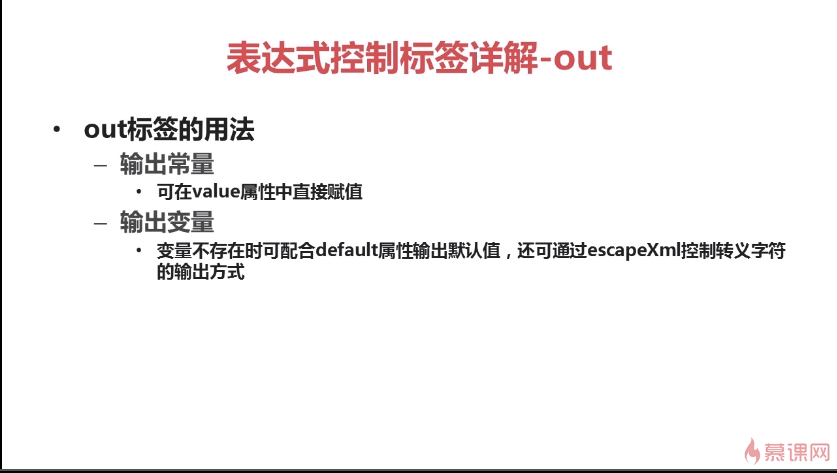 表达式控制标签详解-out
• out标签的用法
– 输出常量
• 可在value属性中直接赋值
– 输出变量
• 变量不存在时可配合default属性输出默认值，还可通过escapeXml控制转义字符
的输出方式
慕课网